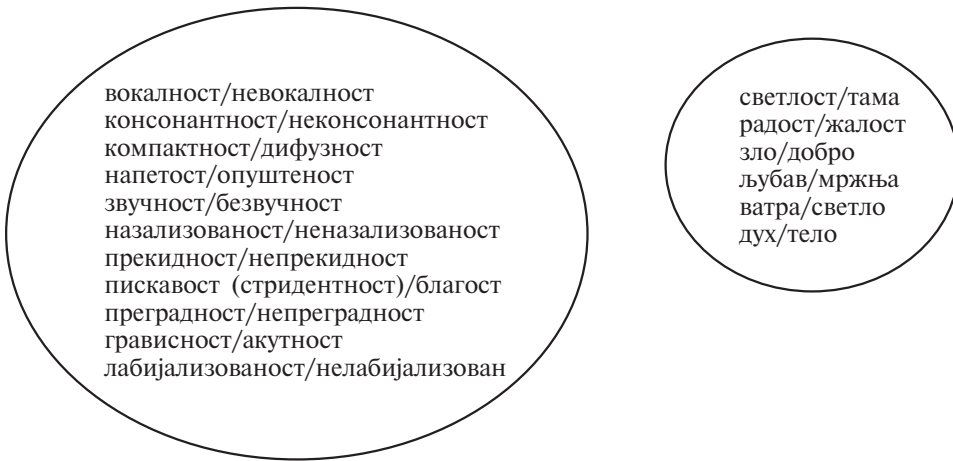 вокалност/невокалност
консонантност/неконсонантност
компактност/дифузност
напетост/опуштеност
звучност/безвучност
назализованост/неназализованост
прекидност/непрекидност
пискавост (стридентност)/благост
преградност/непреградност
грависност/акутност
лабијализованост/нелабијализован
светлост/тама
радост/жалост
зло/добро
љубав/мржња
ватра/светло
дух/тело